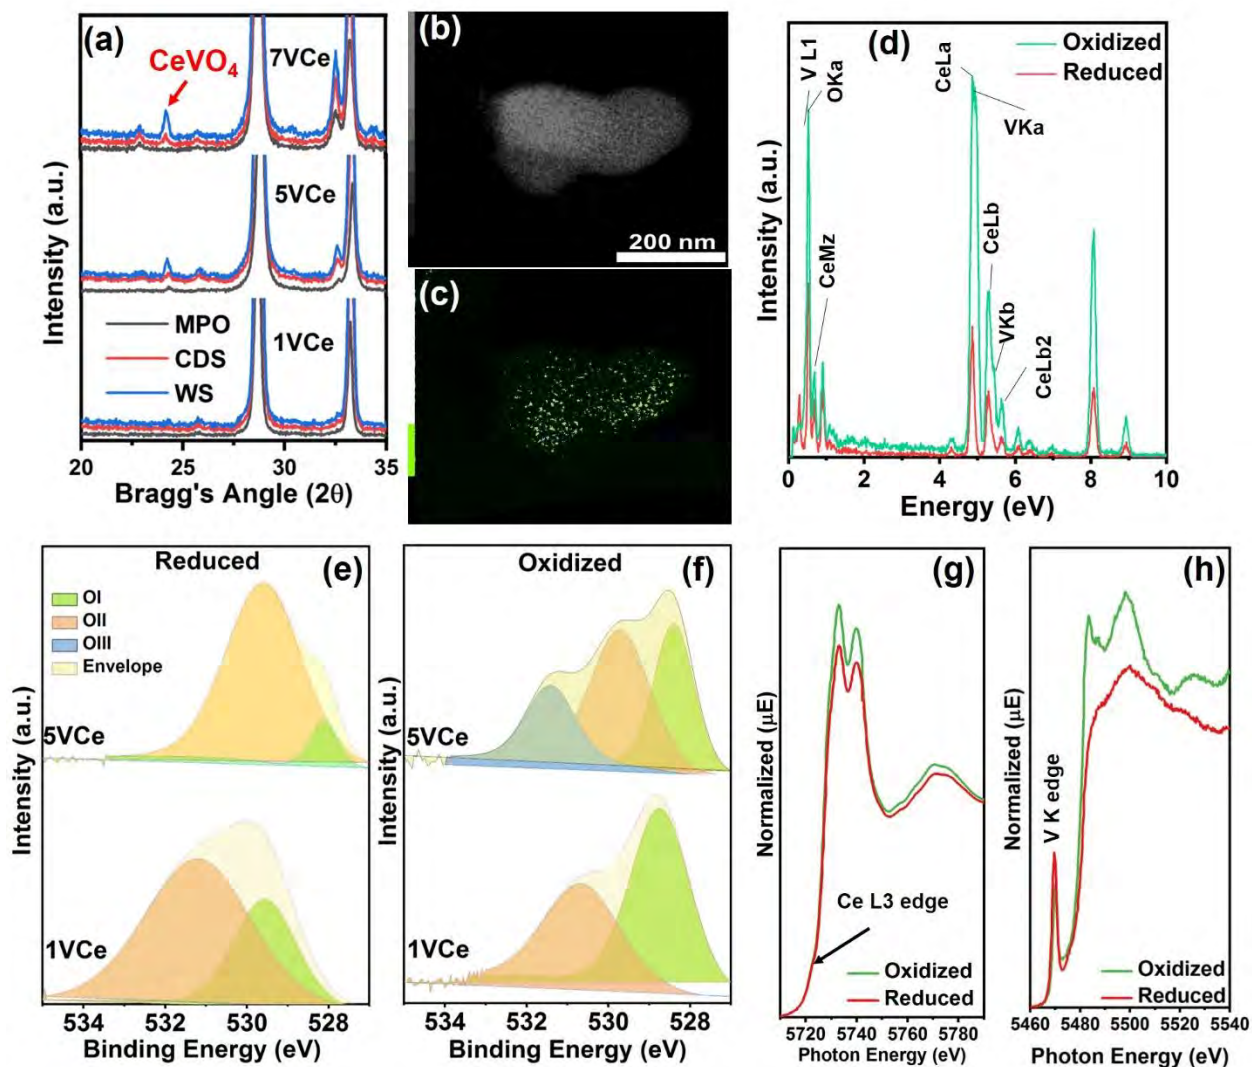 (a)
CeVO4
7VCe
5VCe
1VCe
MPO
CDS
WS
Intensity (a.u.)
20 25 30 35
Bragg's Angle (2θ)
(b)
200 nm
(c)
(d)
Oxidized
Reduced
V L1
OKa
CeMz
CeLa
VKa
CeLb
VKb
CeLb2
Intensity (a.u.)
0 2 4 6 8 10
Energy (eV)
Reduced
(e)
OI
OII
OIII
Envelope
5VCe
1VCe
Intensity (a.u.)
534 532 530 528
Binding Energy (eV)
Oxidized
(f)
5VCe
1VCe
Intensity (a.u.)
534 532 530 528
Binding Energy (eV)
(g)
Ce L3 edge
Oxidized
Reduced
Normalized (µE)
5720 5740 5760 5780
Photon Energy (eV)
(h)
V K edge
Oxidized
Reduced
Normalized (µE)
5460 5480 5500 5520 5540
Photon Energy (eV)